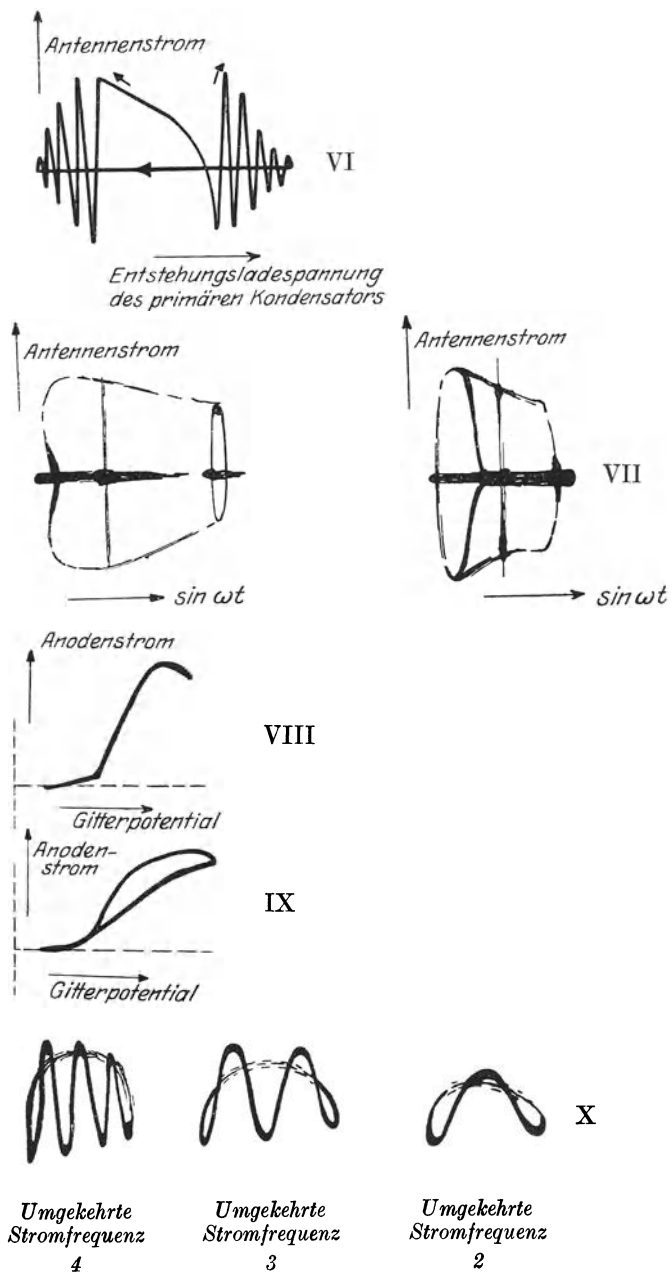 Antennenstrom
VI
Entstehungsladespannung
des primären Kondensators
Antennenstrom
sin ωt
Antennenstrom
VII
sin ωt
Anodenstrom
VIII
Gitterpotential
Anoden-
strom
IX
Gitterpotential
X
Umgekehrte
Stromfrequenz
4
Umgekehrte
Stromfrequenz
3
Umgekehrte
Stromfrequenz
2